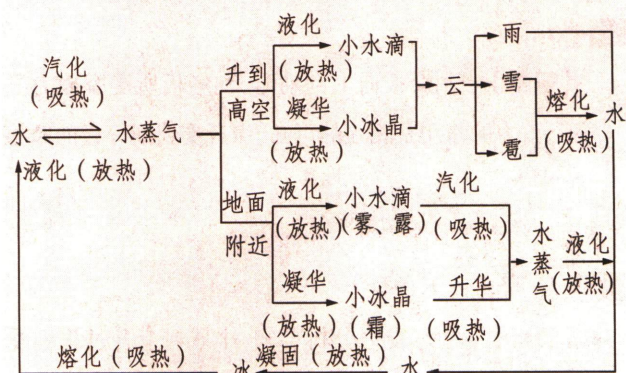 液化
小水滴
(放热)
雨
汽化
(吸热)
升到
高空
凝华
小冰晶
(放热)
云
雪
雹
熔化
(吸热)
水
水
水蒸气
液化(放热)
地面
附近
液化
(放热)
小水滴
(雾、露)
汽化
(吸热)
凝华
(放热)
小冰晶
(霜)
升华
(吸热)
水蒸气
液化
(放热)
熔化(吸热)
冰
凝固(放热)
水